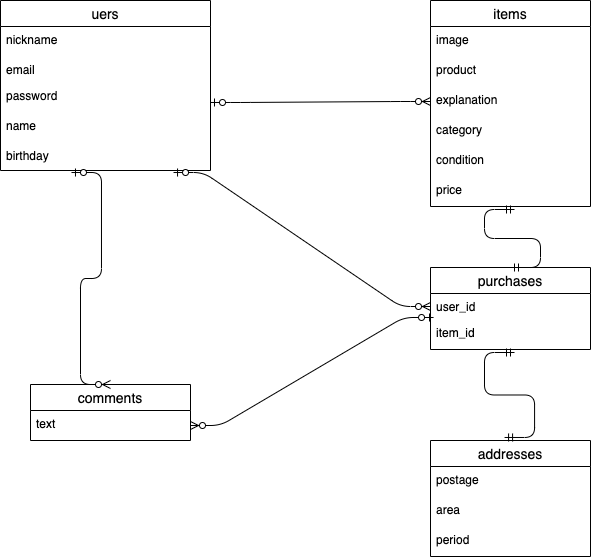 uers
nickname
email
password
name
birthday
items
image
product
explanation
category
condition
price
purchases
user_id
item_id
comments
text
addresses
postage
area
period